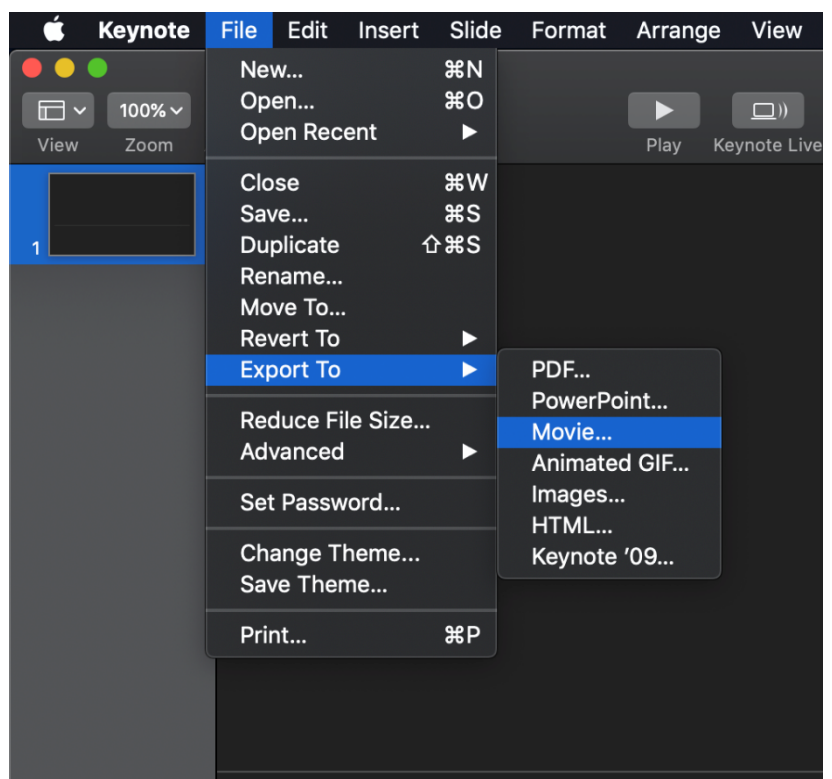 Keynote File Edit Insert Slide Format Arrange View
100%
View Zoom Play Keynote Live
1
New... ⌘N
Open... ⌘O
Open Recent
Close ⌘W
Save... ⌘S
Duplicate ⇧⌘S
Rename...
Move To...
Revert To
Export To
Reduce File Size...
Advanced
Set Password...
Change Theme...
Save Theme...
Print... ⌘P
PDF...
PowerPoint...
Movie...
Animated GIF...
Images...
HTML...
Keynote ’09...